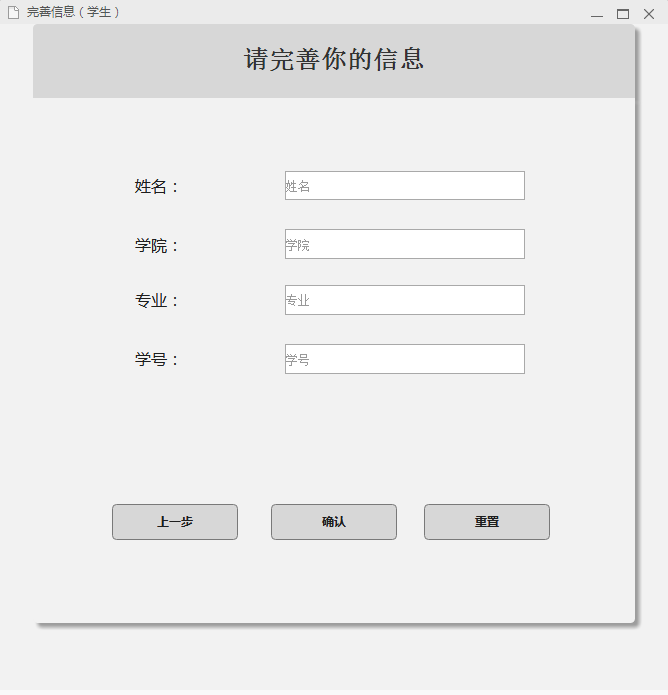 完善信息（学生）
请完善你的信息
姓名： 姓名
学院： 学院
专业： 专业
学号： 学号
上一步 确认 重置